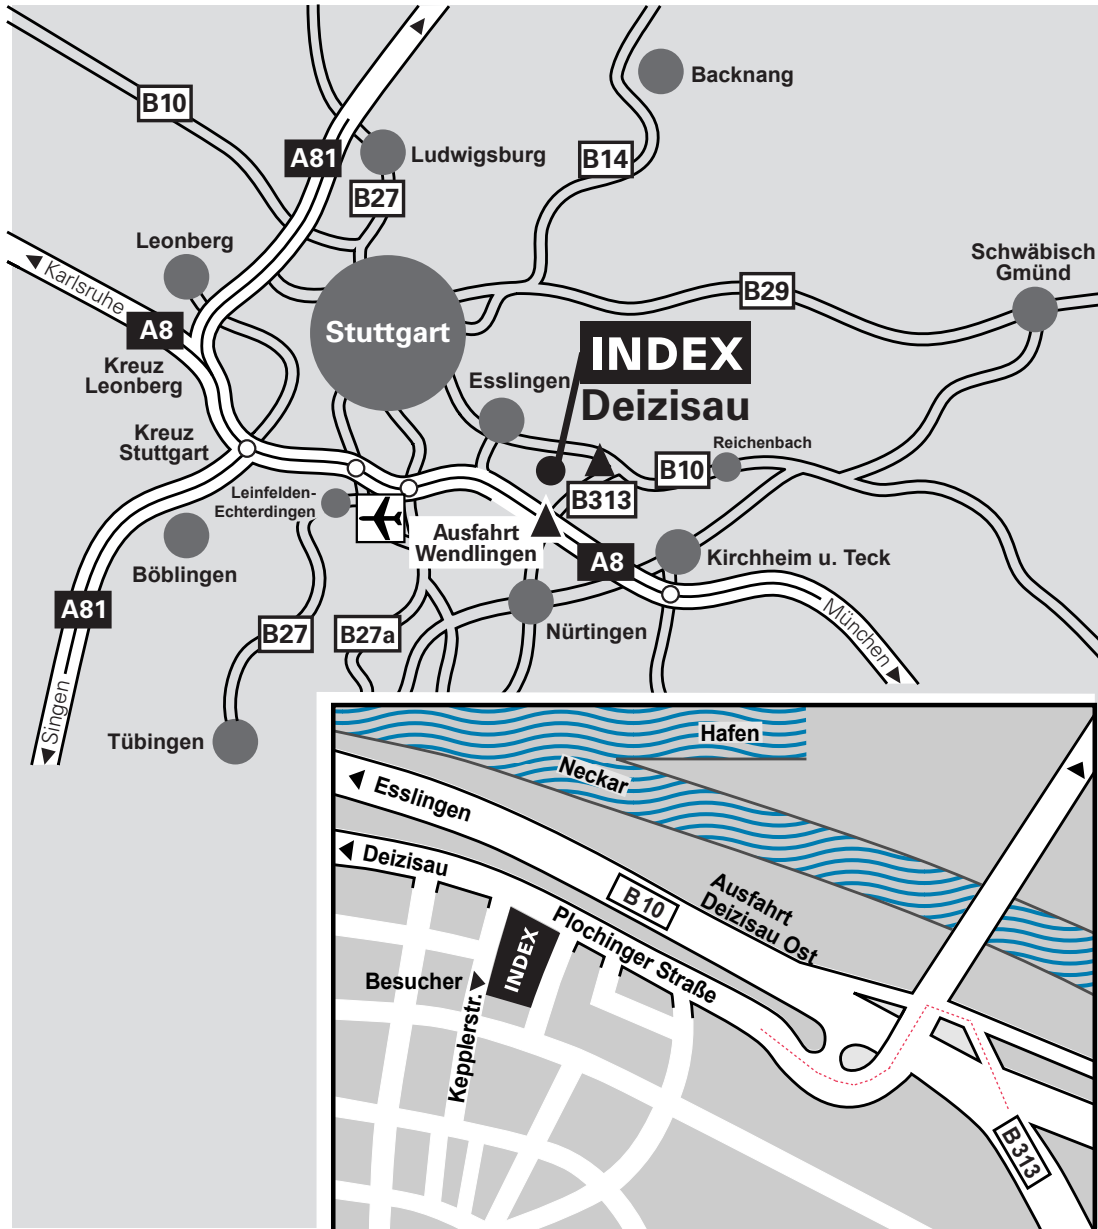 Backnang
B10
A81
Ludwigsburg
B14
B27
Leonberg
Schwäbisch
Gmünd
Karlsruhe
B29
A8
Stuttgart
INDEX
Deizisau
Kreuz
Leonberg
Esslingen
Kreuz
Stuttgart
Reichenbach
B10
Leinfelden-
Echterdingen
B313
Ausfahrt
Wendlingen
A8
Kirchheim u. Teck
Böblingen
A81
B27
B27a
Nürtingen
München
Singen
Tübingen
Hafen
Neckar
Esslingen
Deizisau
B10
Ausfahrt
Deizisau Ost
Plochinger Straße
INDEX
Besucher
Kepplerstr.
B313